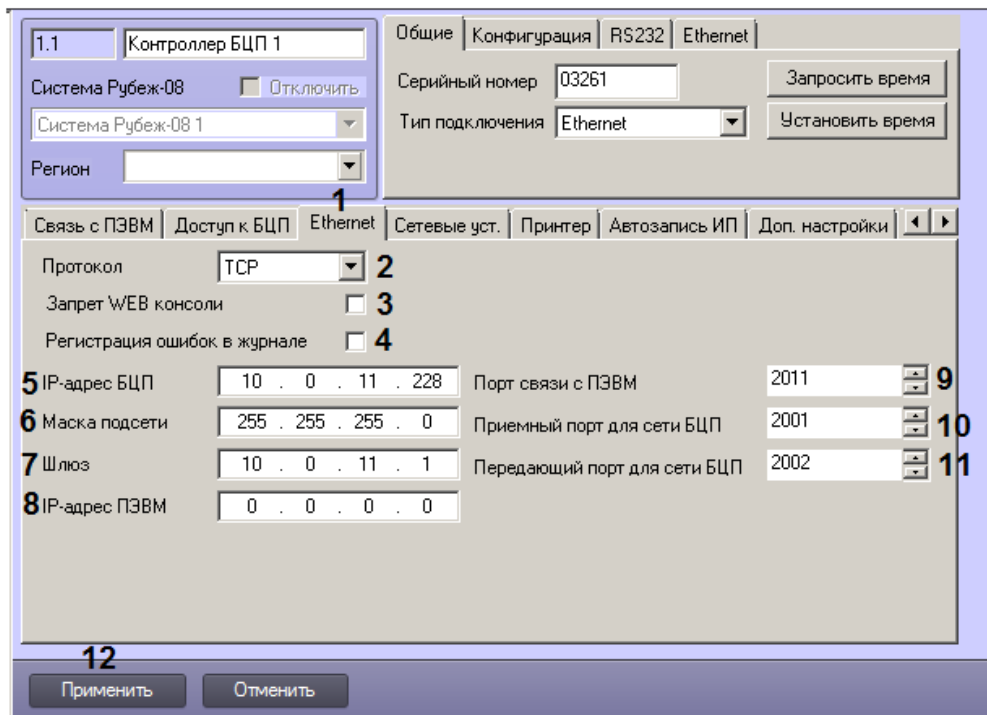 1.1 Контроллер БЦП 1
Система Рубеж-08 Отключить
Система Рубеж-08 1
Регион
Общие Конфигурация RS232 Ethernet
Серийный номер 03261 Запросить время
Тип подключения Ethernet Установить время
1
Связь с ПЭВМ Доступ к БЦП Ethernet Сетевые уст. Принтер Автозапись ИП Доп. настройки
Протокол TCP 2
Запрет WEB консоли 3
Регистрация ошибок в журнале 4
5 IP-адрес БЦП 10 . 0 . 11 . 228 Порт связи с ПЭВМ 2011 9
6 Маска подсети 255 . 255 . 255 . 0 Приемный порт для сети БЦП 2001 10
7 Шлюз 10 . 0 . 11 . 1 Передающий порт для сети БЦП 2002 11
8 IP-адрес ПЭВМ 0 . 0 . 0 . 0
12
Применить Отменить